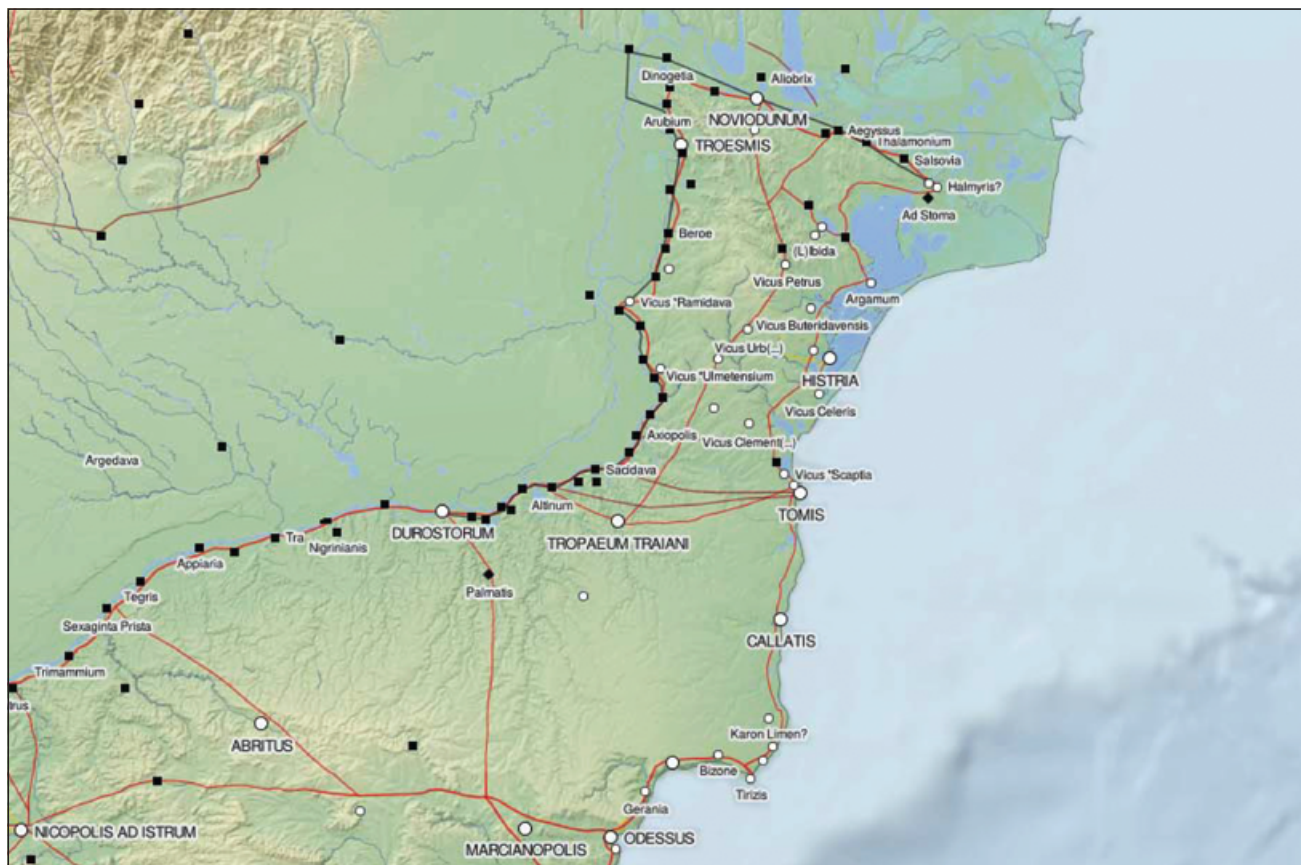 Dinogetia
Aliobrix
NOVIODUNUM
Arubium
Aegyssus
TROESMIS
Thalamonium
Salsovia
Halmyris?
Ad Stoma
Beroe
(L)Ibida
Vicus Petrus
Argamum
Vicus *Ramidava
Vicus Buteridavensis
Vicus Urb(...)
HISTRIA
Vicus *Ulmetensium
Vicus Celeris
Axiopolis
Vicus Clement(...)
Argedava
Sacidava
Vicus *Scaptia
Altinum
TOMIS
DUROSTORUM
Tra
TROPAEUM TRAIANI
Nigrinianis
Appiaria
Palmatis
Tegris
Sexaginta Prista
CALLATIS
Trimammium
trus
ABRITUS
Karon Limen?
Bizone
Tirizis
Gerania
NICOPOLIS AD ISTRUM
ODESSUS
MARCIANOPOLIS